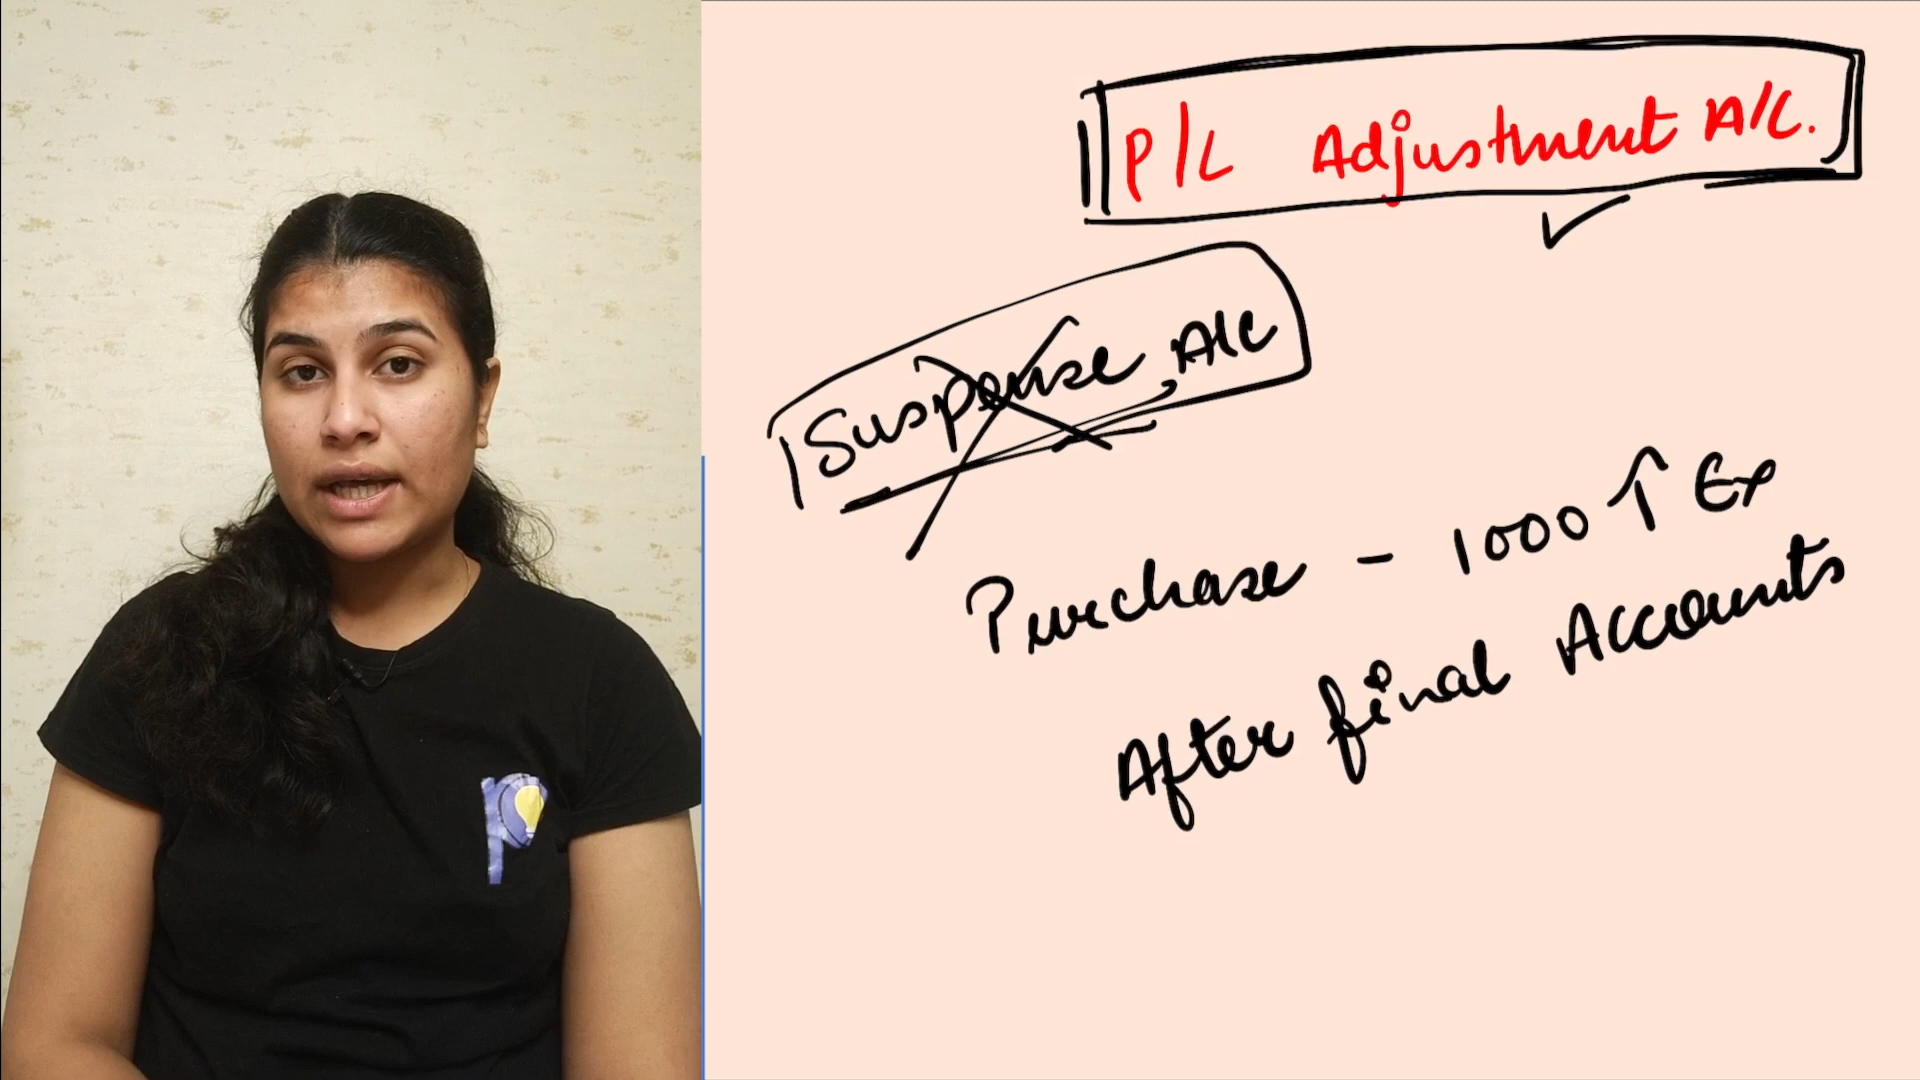 P/L Adjustment A/C.
Suspense A/C
Purchase - 1000 ↑ Ex
After final Accounts